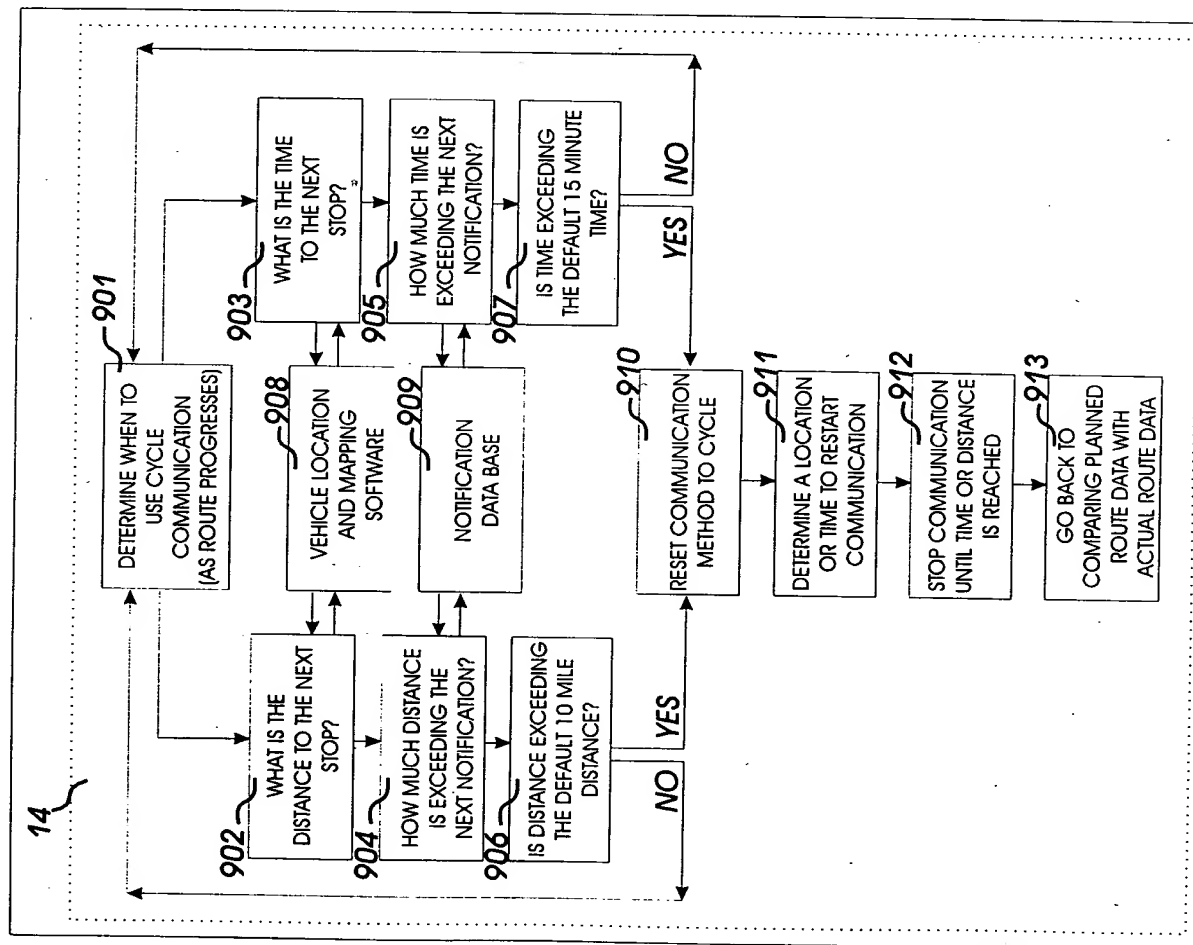 14
901
DETERMINE WHEN TO
USE CYCLE
COMMUNICATION
(AS ROUTE PROGRESSES)
902
WHAT IS THE
DISTANCE TO THE NEXT
STOP?
908
VEHICLE LOCATION
AND MAPPING
SOFTWARE
903
WHAT IS THE TIME
TO THE NEXT
STOP?
904
HOW MUCH DISTANCE
IS EXCEEDING THE
NEXT NOTIFICATION?
909
NOTIFICATION
DATA BASE
905
HOW MUCH TIME IS
EXCEEDING THE NEXT
NOTIFICATION?
906
IS DISTANCE EXCEEDING
THE DEFAULT 10 MILE
DISTANCE?
907
IS TIME EXCEEDING
THE DEFAULT 15 MINUTE
TIME?
NO
YES
YES
NO
910
RESET COMMUNICATION
METHOD TO CYCLE
911
DETERMINE A LOCATION
OR TIME TO RESTART
COMMUNICATION
912
STOP COMMUNICATION
UNTIL TIME OR DISTANCE
IS REACHED
913
GO BACK TO
COMPARING PLANNED
ROUTE DATA WITH
ACTUAL ROUTE DATA